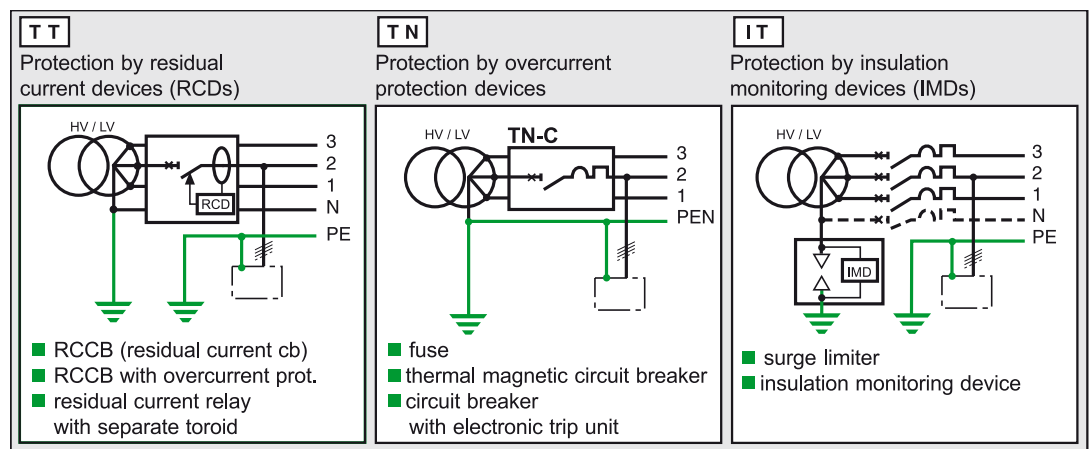 TT
Protection by residual
current devices (RCDs)
HV / LV
3
2
1
RCD
N
PE
RCCB (residual current cb)
RCCB with overcurrent prot.
residual current relay
with separate toroid
TN
Protection by overcurrent
protection devices
HV / LV
TN-C
3
2
1
PEN
fuse
thermal magnetic circuit breaker
circuit breaker
with electronic trip unit
IT
Protection by insulation
monitoring devices (IMDs)
HV / LV
3
2
1
N
PE
IMD
surge limiter
insulation monitoring device